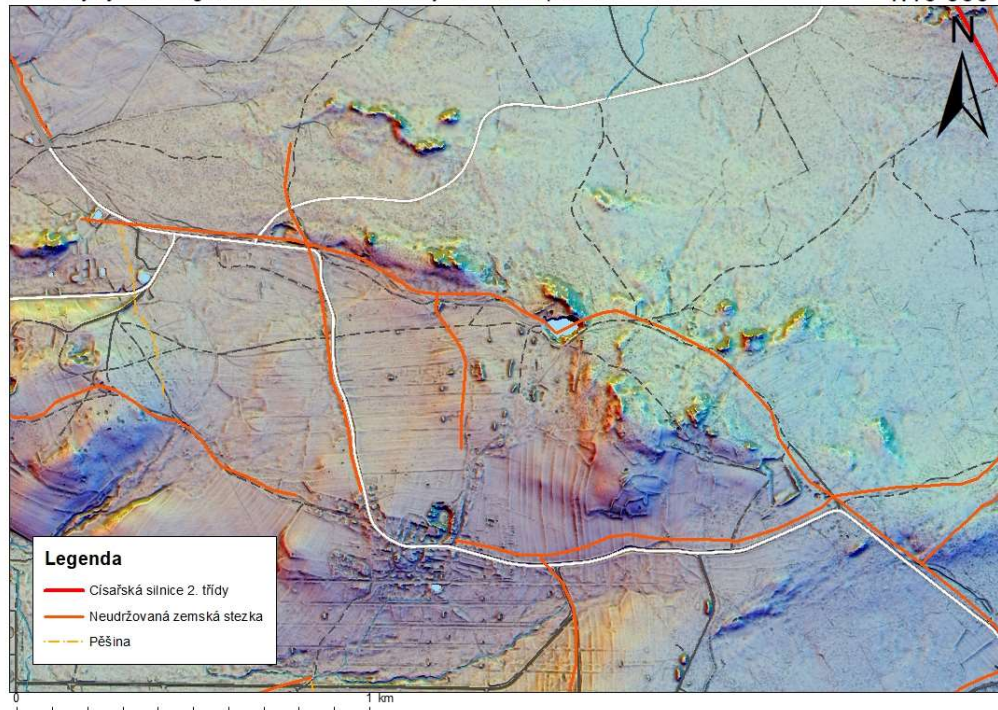 N
Legenda
Císařská silnice 2. třídy
Neudržovaná zemská stezka
Pěšina
0
1 km